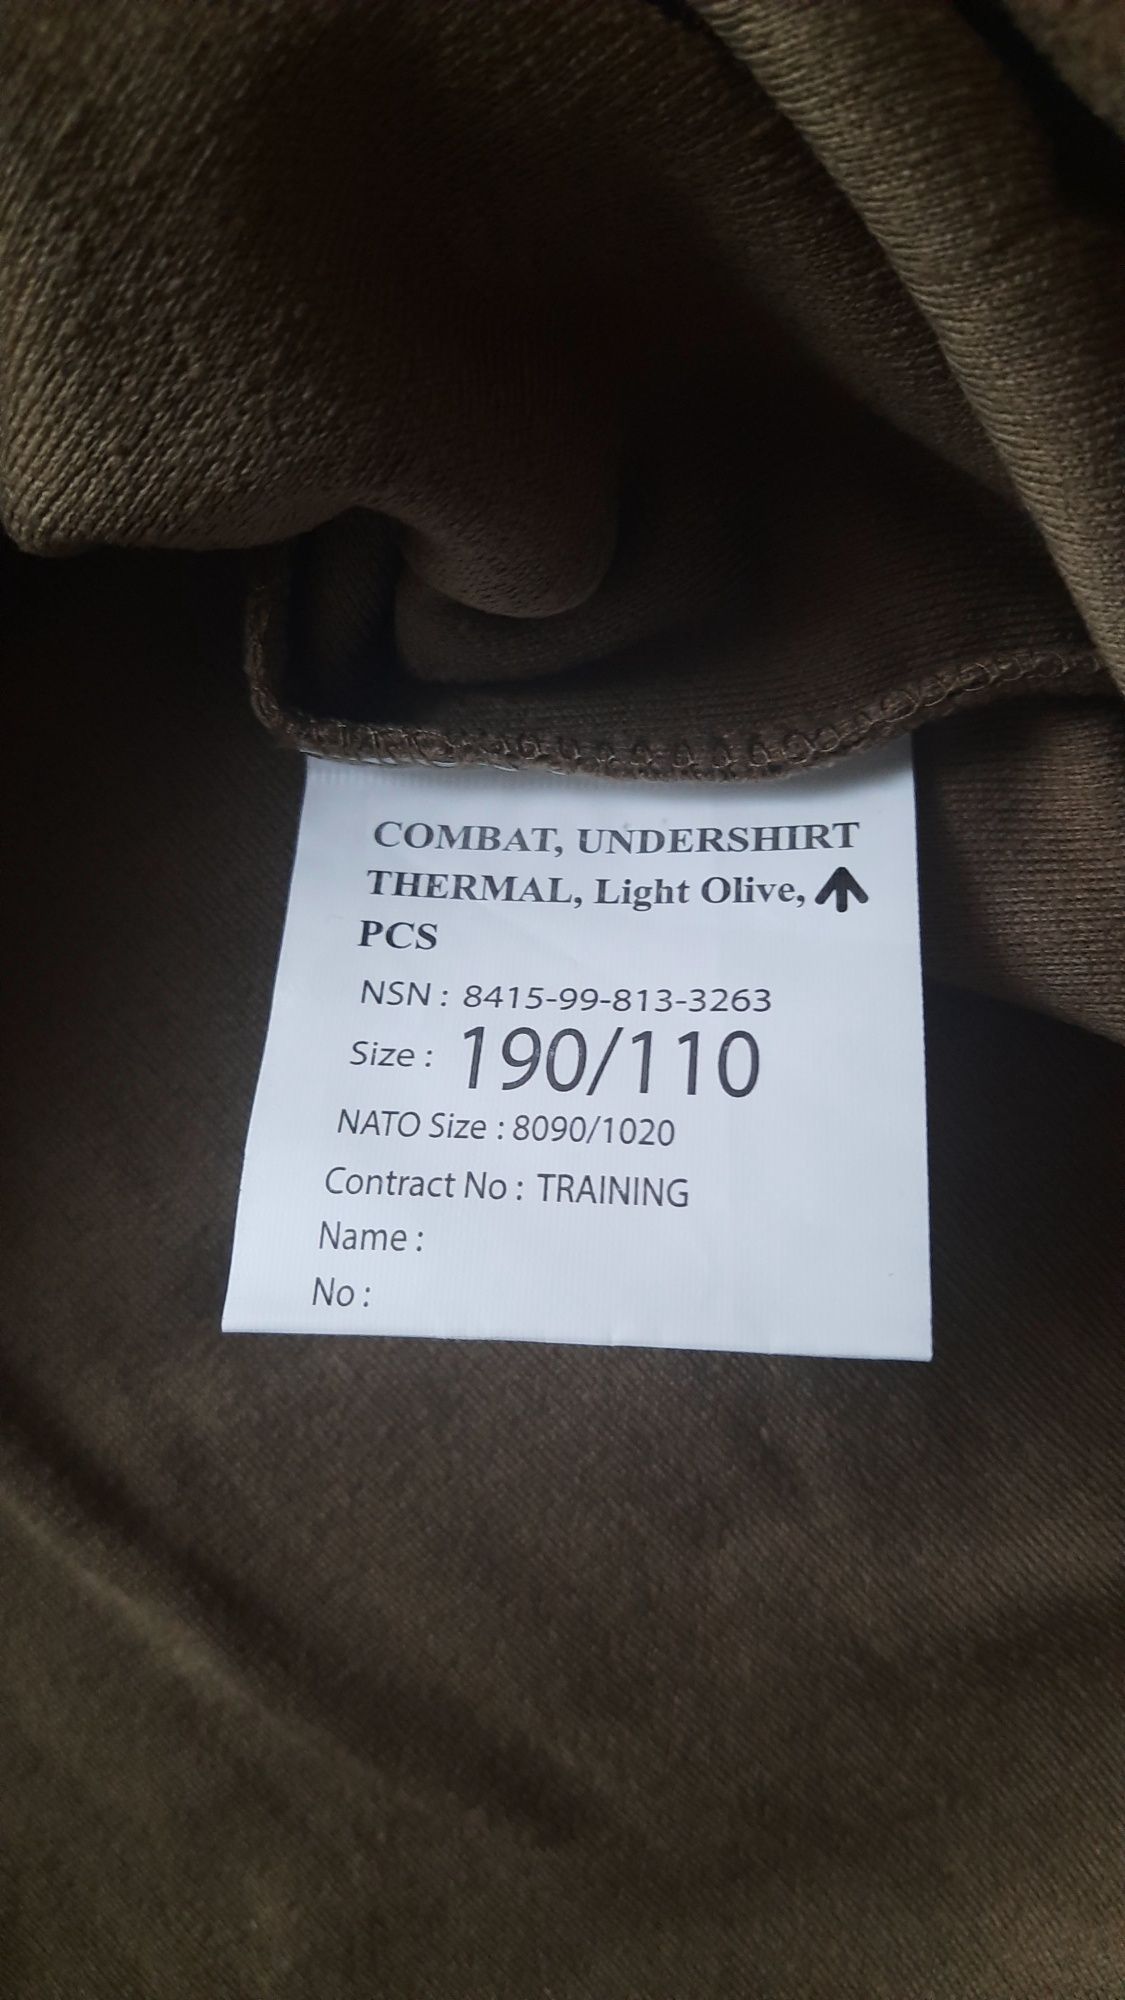 COMBAT, UNDERSHIRT
THERMAL, Light Olive,
PCS
NSN : 8415-99-813-3263
Size : 190/110
NATO Size : 8090/1020
Contract No : TRAINING
Name :
No :